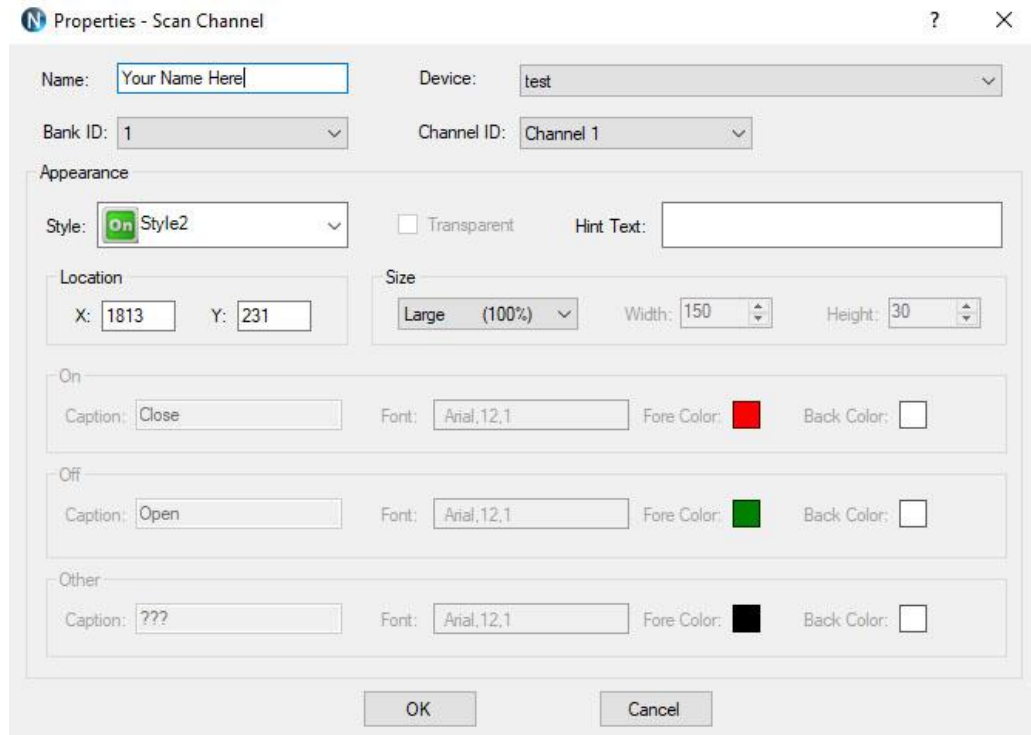 N Properties - Scan Channel ? X
Name: Your Name Here Device: test
Bank ID: 1 Channel ID: Channel 1
Appearance
Style: On Style2 Transparent Hint Text:
Location Size
X: 1813 Y: 231 Large (100%) Width: 150 Height: 30
On
Caption: Close Font: Arial,12,1 Fore Color: Back Color:
Off
Caption: Open Font: Arial,12,1 Fore Color: Back Color:
Other
Caption: ??? Font: Arial,12,1 Fore Color: Back Color:
OK Cancel